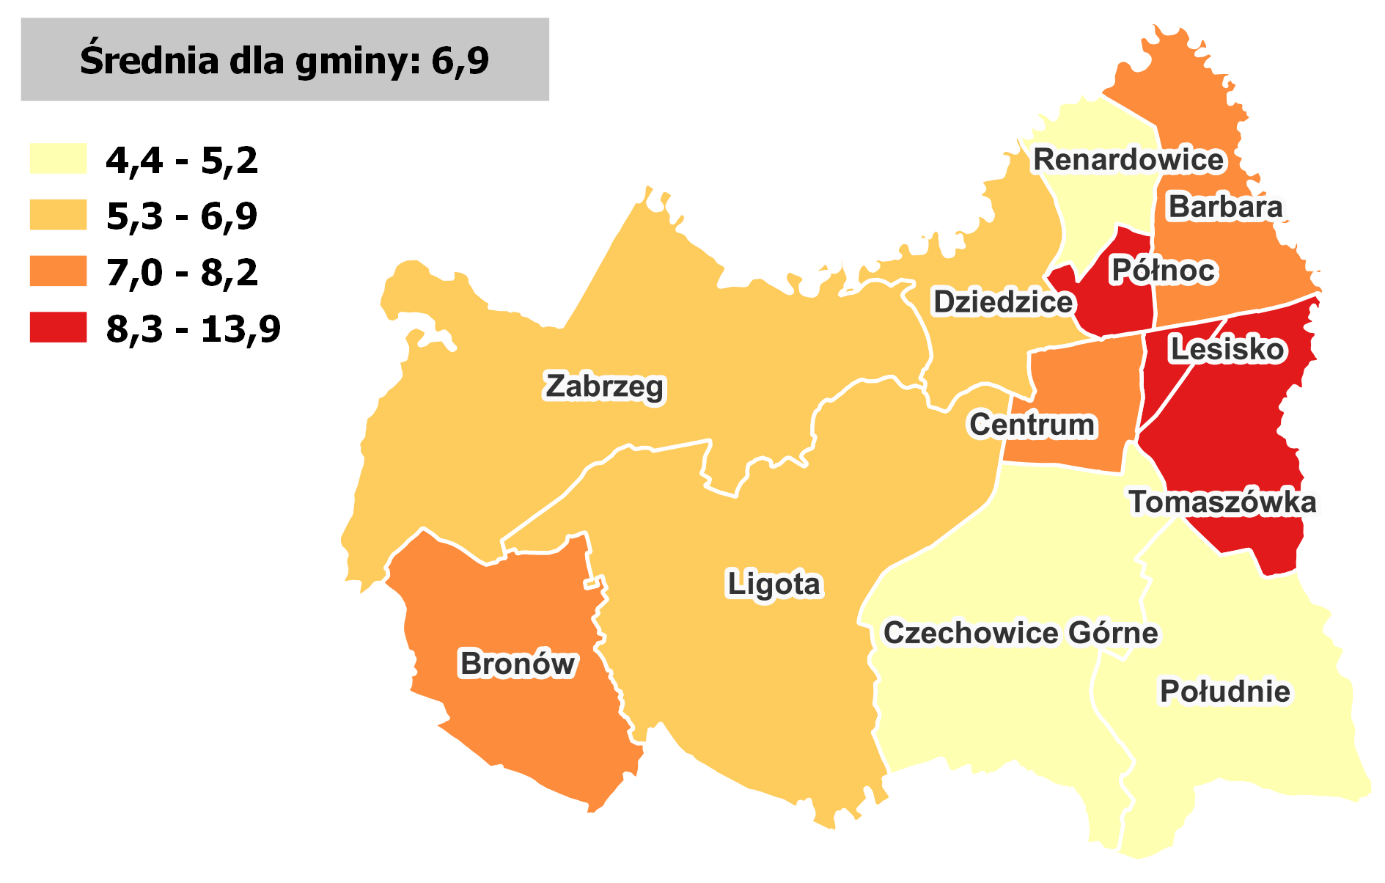 Średnia dla gminy: 6,9
4,4 - 5,2
5,3 - 6,9
7,0 - 8,2
8,3 - 13,9
Renardowice
Barbara
Północ
Dziedzice
Lesisko
Zabrzeg
Centrum
Tomaszówka
Ligota
Czechowice Górne
Bronów
Południe